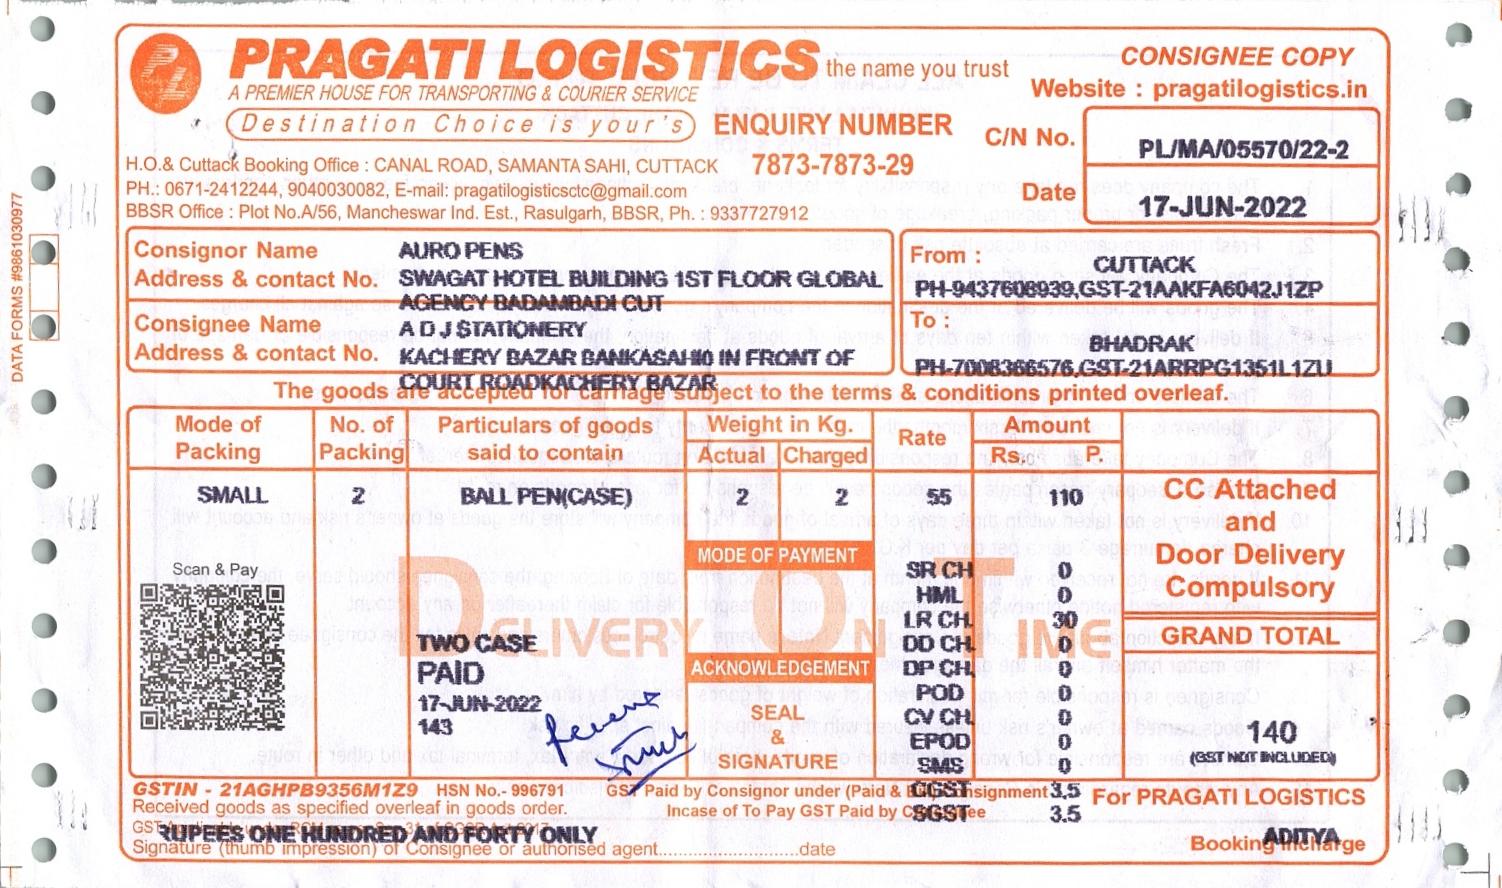 PRAGATI LOGISTICS the name you trust
A PREMIER HOUSE FOR TRANSPORTING & COURIER SERVICE
Destination Choice is your's
ENQUIRY NUMBER
7873-7873-29
CONSIGNEE COPY
Website : pragatilogistics.in
C/N No. PL/MA/05570/22-2
Date 17-JUN-2022
H.O.& Cuttack Booking Office : CANAL ROAD, SAMANTA SAHI, CUTTACK
PH.: 0671-2412244, 9040030082, E-mail: pragatilogisticsctc@gmail.com
BBSR Office : Plot No.A/56, Mancheswar Ind. Est., Rasulgarh, BBSR, Ph. : 9337727912
DATA FORMS #9861030977
Consignor Name AURO PENS
Address & contact No. SWAGAT HOTEL BUILDING 1ST FLOOR GLOBAL
AGENCY BADAMBADI CUT
From : CUTTACK
PH-9437608939,GST-21AAKFA6042J1ZP
Consignee Name A D J STATIONERY
Address & contact No. KACHERY BAZAR BANKASAHI0 IN FRONT OF
COURT ROADKACHERY BAZAR
To : BHADRAK
PH-7008366576,GST-21ARRPG1351L1ZU
The goods are accepted for carriage subject to the terms & conditions printed overleaf.
Mode of Packing No. of Packing Particulars of goods said to contain Weight in Kg. Actual Charged Rate Amount Rs. P.
SMALL 2 BALL PEN(CASE) 2 2 55 110
CC Attached
and
Door Delivery
Compulsory
MODE OF PAYMENT
Scan & Pay
DELIVERY ON TIME
SR CH 0
HML 0
LR CH 30
DD CH 0
DP CH 0
POD 0
CV CH 0
EPOD 0
SMS 0
CGST 3.5
SGST 3.5
GRAND TOTAL
140
(GST NOT INCLUDED)
TWO CASE
PAID
17-JUN-2022
143
ACKNOWLEDGEMENT
SEAL
&
SIGNATURE
GSTIN - 21AGHPB9356M1Z9 HSN No.- 996791 GST Paid by Consignor under (Paid & Consignment
Received goods as specified overleaf in goods order. Incase of To Pay GST Paid by
RUPEES ONE HUNDRED AND FORTY ONLY
Signature (thumb impression) of Consignee or authorised agent..........................date
For PRAGATI LOGISTICS
ADITYA
Booking Incharge